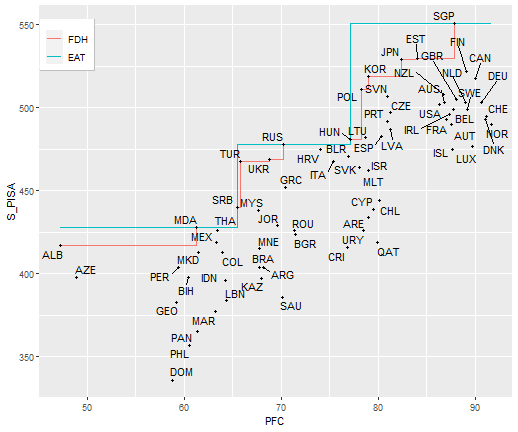 S_PISA
550
500
450
400
350
FDH
EAT
SGP
EST
FIN
JPN
GBR
CAN
KOR
NZL
NLD
DEU
SVN
AUS
SWE
POL
CZE
CHE
PRT
USA
BEL
HUN
LTU
IRL
FRA
NOR
RUS
AUT
BLR
ESP
LVA
DNK
TUR
HRV
ISL
LUX
UKR
ITA
SVK
ISR
GRC
MLT
SRB
MYS
CYP
CHL
MDA
THA
JOR
ROU
ARE
MEX
MNE
BGR
URY
ALB
MKD
COL
BRA
CRI
QAT
AZE
PER
IDN
ARG
BIH
LBN
KAZ
GEO
SAU
MAR
PAN
PHL
DOM
50
60
70
80
90
PFC